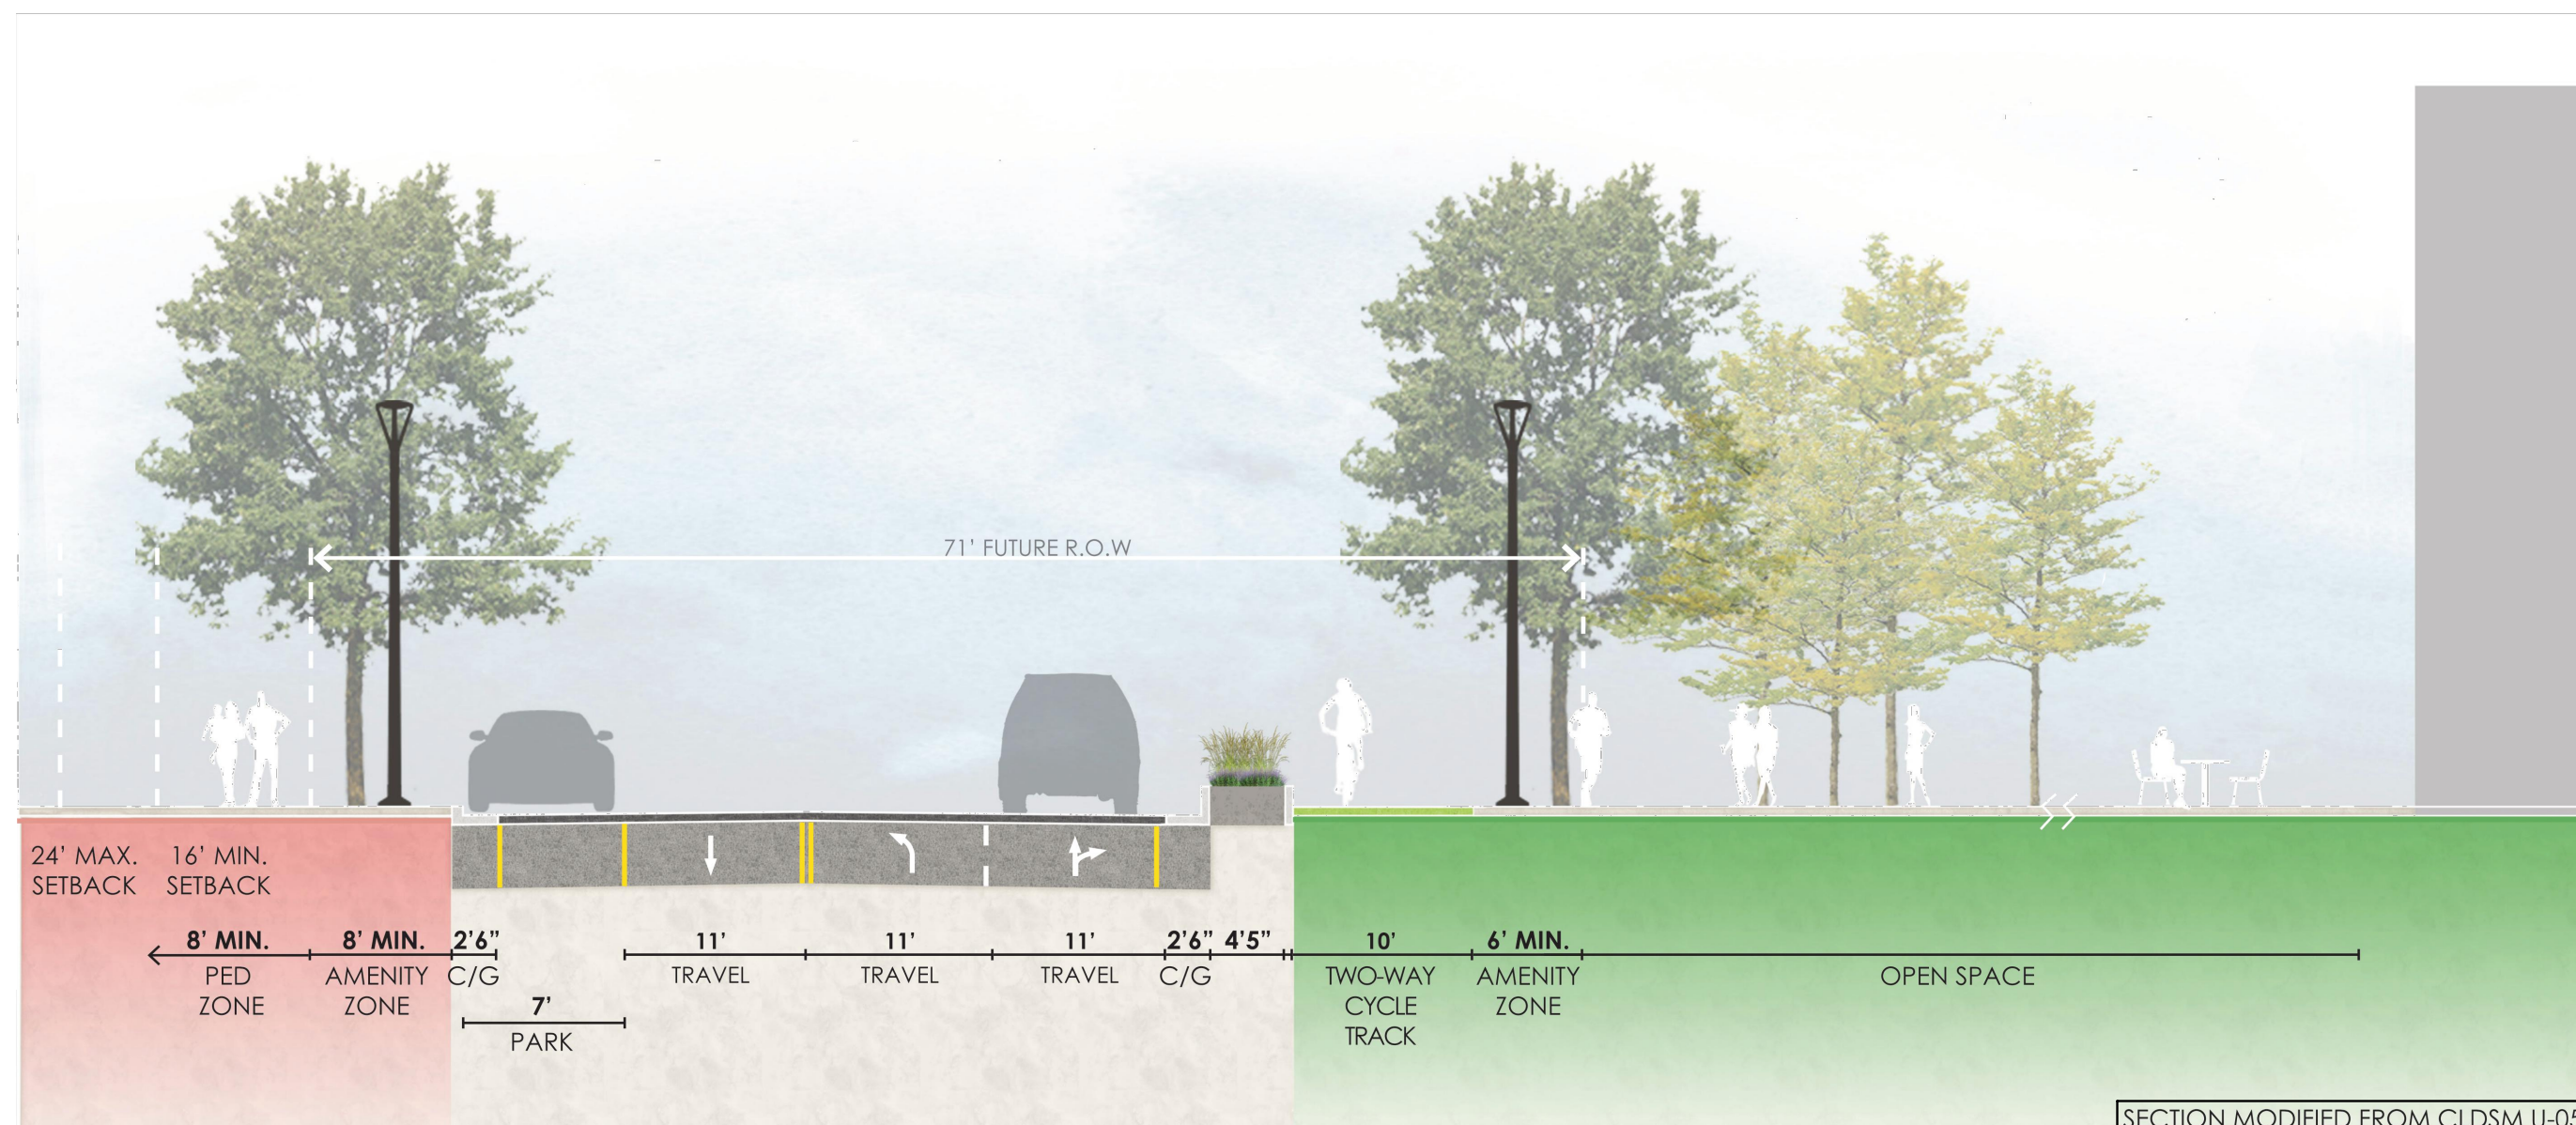 71' FUTURE R.O.W
24' MAX.
SETBACK
16' MIN.
SETBACK
8' MIN.
PED
ZONE
8' MIN.
AMENITY
ZONE
2'6"
C/G
7'
PARK
11'
TRAVEL
11'
TRAVEL
11'
TRAVEL
2'6"
C/G
4'5"
10'
TWO-WAY
CYCLE
TRACK
6' MIN.
AMENITY
ZONE
OPEN SPACE
SECTION MODIFIED FROM CLDSM U-05